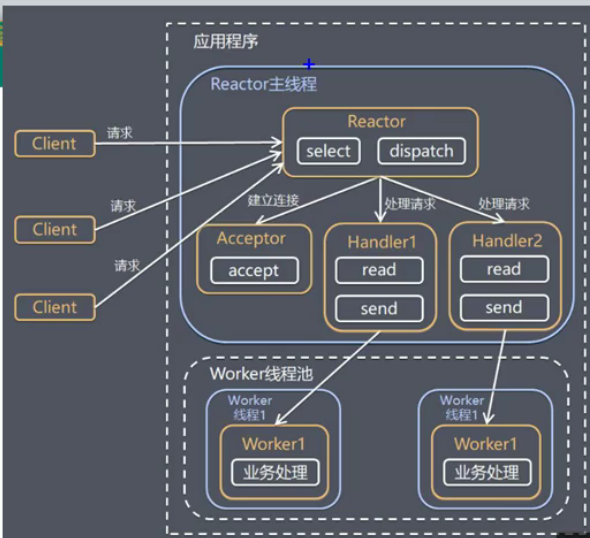 应用程序
Reactor主线程
Reactor
select
dispatch
Client
请求
Client
请求
Client
请求
建立连接
处理请求
处理请求
Acceptor
accept
Handler1
read
send
Handler2
read
send
Worker线程池
Worker
线程1
Worker1
业务处理
Worker
线程1
Worker1
业务处理